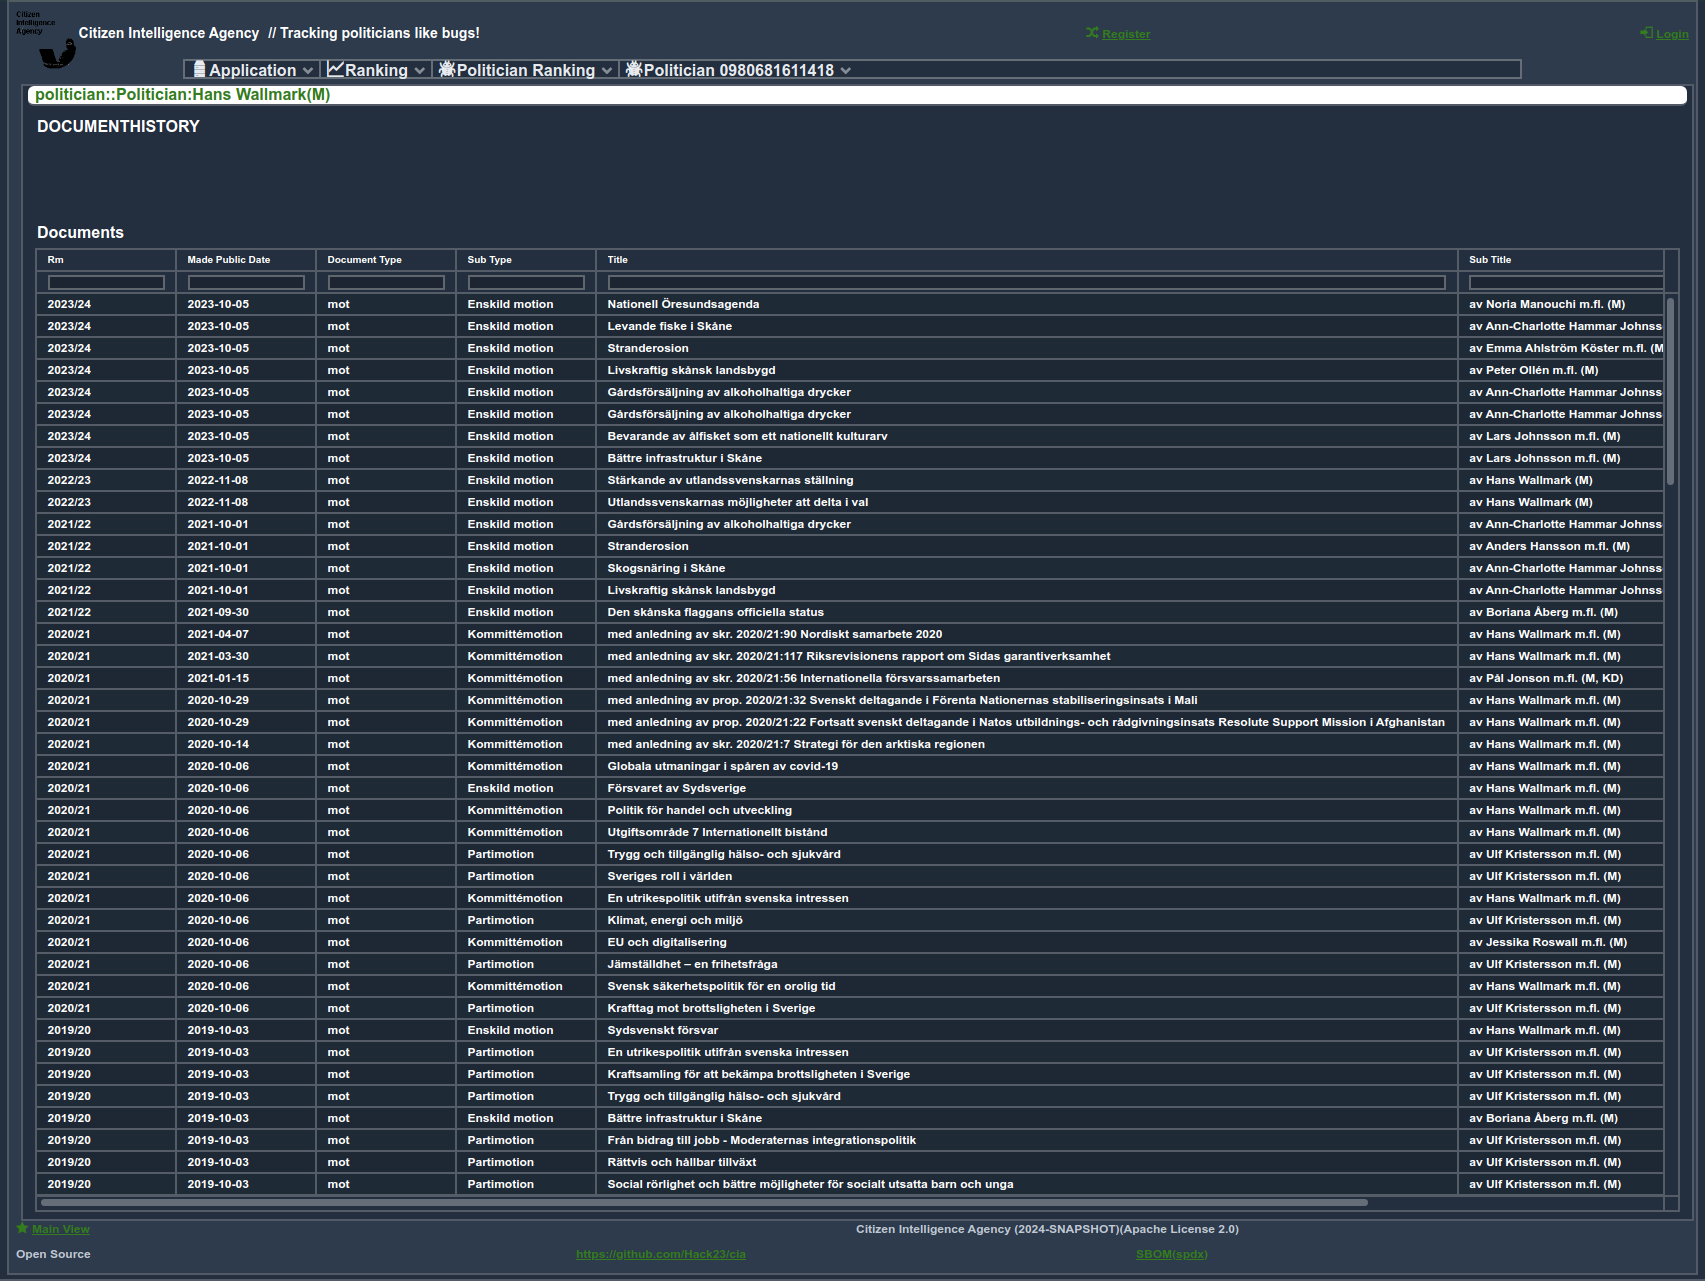 Citizen
Intelligence
Agency
Citizen Intelligence Agency // Tracking politicians like bugs!
Register
Login
Application Ranking Politician Ranking Politician 0980681611418
politician::Politician:Hans Wallmark(M)
DOCUMENTHISTORY
Documents
Rm Made Public Date Document Type Sub Type Title Sub Title
2023/24 2023-10-05 mot Enskild motion Nationell Öresundsagenda av Noria Manouchi m.fl. (M)
2023/24 2023-10-05 mot Enskild motion Levande fiske i Skåne av Ann-Charlotte Hammar Johnss
2023/24 2023-10-05 mot Enskild motion Stranderosion av Emma Ahlström Köster m.fl. (M
2023/24 2023-10-05 mot Enskild motion Livskraftig skånsk landsbygd av Peter Ollén m.fl. (M)
2023/24 2023-10-05 mot Enskild motion Gårdsförsäljning av alkoholhaltiga drycker av Ann-Charlotte Hammar Johnss
2023/24 2023-10-05 mot Enskild motion Gårdsförsäljning av alkoholhaltiga drycker av Ann-Charlotte Hammar Johnss
2023/24 2023-10-05 mot Enskild motion Bevarande av ålfisket som ett nationellt kulturarv av Lars Johnsson m.fl. (M)
2023/24 2023-10-05 mot Enskild motion Bättre infrastruktur i Skåne av Lars Johnsson m.fl. (M)
2022/23 2022-11-08 mot Enskild motion Stärkande av utlandssvenskarnas ställning av Hans Wallmark (M)
2022/23 2022-11-08 mot Enskild motion Utlandssvenskarnas möjligheter att delta i val av Hans Wallmark (M)
2021/22 2021-10-01 mot Enskild motion Gårdsförsäljning av alkoholhaltiga drycker av Ann-Charlotte Hammar Johnss
2021/22 2021-10-01 mot Enskild motion Stranderosion av Anders Hansson m.fl. (M)
2021/22 2021-10-01 mot Enskild motion Skogsnäring i Skåne av Ann-Charlotte Hammar Johnss
2021/22 2021-10-01 mot Enskild motion Livskraftig skånsk landsbygd av Ann-Charlotte Hammar Johnss
2021/22 2021-09-30 mot Enskild motion Den skånska flaggans officiella status av Boriana Åberg m.fl. (M)
2020/21 2021-04-07 mot Kommittémotion med anledning av skr. 2020/21:90 Nordiskt samarbete 2020 av Hans Wallmark m.fl. (M)
2020/21 2021-03-30 mot Kommittémotion med anledning av skr. 2020/21:117 Riksrevisionens rapport om Sidas garantiverksamhet av Hans Wallmark m.fl. (M)
2020/21 2021-01-15 mot Kommittémotion med anledning av skr. 2020/21:56 Internationella försvarssamarbeten av Pål Jonson m.fl. (M, KD)
2020/21 2020-10-29 mot Kommittémotion med anledning av prop. 2020/21:32 Svenskt deltagande i Förenta Nationernas stabiliseringsinsats i Mali av Hans Wallmark m.fl. (M)
2020/21 2020-10-29 mot Kommittémotion med anledning av prop. 2020/21:22 Fortsatt svenskt deltagande i Natos utbildnings- och rådgivningsinsats Resolute Support Mission i Afghanistan av Hans Wallmark m.fl. (M)
2020/21 2020-10-14 mot Kommittémotion med anledning av skr. 2020/21:7 Strategi för den arktiska regionen av Hans Wallmark m.fl. (M)
2020/21 2020-10-06 mot Kommittémotion Globala utmaningar i spåren av covid-19 av Hans Wallmark m.fl. (M)
2020/21 2020-10-06 mot Enskild motion Försvaret av Sydsverige av Hans Wallmark m.fl. (M)
2020/21 2020-10-06 mot Kommittémotion Politik för handel och utveckling av Hans Wallmark m.fl. (M)
2020/21 2020-10-06 mot Kommittémotion Utgiftsområde 7 Internationellt bistånd av Hans Wallmark m.fl. (M)
2020/21 2020-10-06 mot Partimotion Trygg och tillgänglig hälso- och sjukvård av Ulf Kristersson m.fl. (M)
2020/21 2020-10-06 mot Partimotion Sveriges roll i världen av Ulf Kristersson m.fl. (M)
2020/21 2020-10-06 mot Kommittémotion En utrikespolitik utifrån svenska intressen av Hans Wallmark m.fl. (M)
2020/21 2020-10-06 mot Partimotion Klimat, energi och miljö av Ulf Kristersson m.fl. (M)
2020/21 2020-10-06 mot Kommittémotion EU och digitalisering av Jessika Roswall m.fl. (M)
2020/21 2020-10-06 mot Partimotion Jämställdhet – en frihetsfråga av Ulf Kristersson m.fl. (M)
2020/21 2020-10-06 mot Kommittémotion Svensk säkerhetspolitik för en orolig tid av Hans Wallmark m.fl. (M)
2020/21 2020-10-06 mot Partimotion Krafttag mot brottsligheten i Sverige av Ulf Kristersson m.fl. (M)
2019/20 2019-10-03 mot Enskild motion Sydsvenskt försvar av Hans Wallmark m.fl. (M)
2019/20 2019-10-03 mot Partimotion En utrikespolitik utifrån svenska intressen av Ulf Kristersson m.fl. (M)
2019/20 2019-10-03 mot Partimotion Kraftsamling för att bekämpa brottsligheten i Sverige av Ulf Kristersson m.fl. (M)
2019/20 2019-10-03 mot Partimotion Trygg och tillgänglig hälso- och sjukvård av Ulf Kristersson m.fl. (M)
2019/20 2019-10-03 mot Enskild motion Bättre infrastruktur i Skåne av Boriana Åberg m.fl. (M)
2019/20 2019-10-03 mot Partimotion Från bidrag till jobb - Moderaternas integrationspolitik av Ulf Kristersson m.fl. (M)
2019/20 2019-10-03 mot Partimotion Rättvis och hållbar tillväxt av Ulf Kristersson m.fl. (M)
2019/20 2019-10-03 mot Partimotion Social rörlighet och bättre möjligheter för socialt utsatta barn och unga av Ulf Kristersson m.fl. (M)
Main View Citizen Intelligence Agency (2024-SNAPSHOT)(Apache License 2.0)
Open Source https://github.com/Hack23/cia SBOM(spdx)